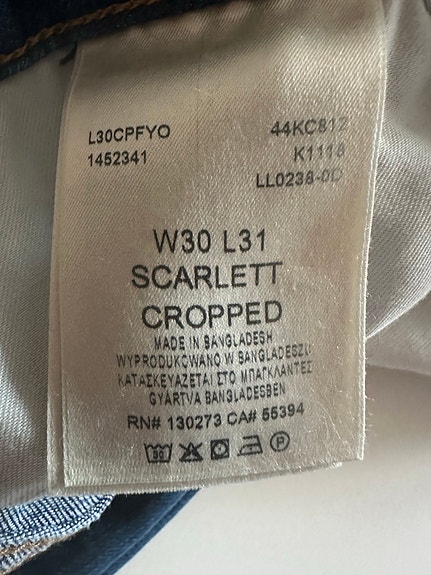 L30CPFYO 44KC812
1452341 K1118
LL0238-0D
W30 L31
SCARLETT
CROPPED
MADE IN BANGLADESH
WYPRODUKOWANO W BANGLADESZU
ΚΑΤΑΣΚΕΥΑΖΕΤΑΙ ΣΤΟ ΜΠΑΓΚΛΑΝΤΕΣ
GYÁRTVA BANGLADESBEN
RN# 130273 CA# 55394
30 P